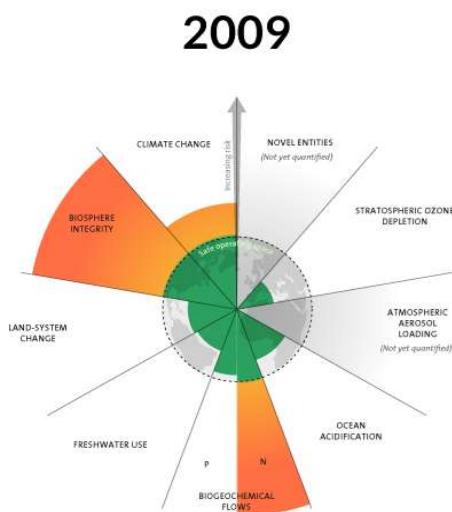 2009
CLIMATE CHANGE
Increasing risk
NOVEL ENTITIES
(Not yet quantified)
BIOSPHERE
INTEGRITY
STRATOSPHERIC OZONE
DEPLETION
Safe operating
LAND-SYSTEM
CHANGE
ATMOSPHERIC
AEROSOL
LOADING
(Not yet quantified)
FRESHWATER USE
OCEAN
ACIDIFICATION
P
N
BIOGEOCHEMICAL
FLOWS